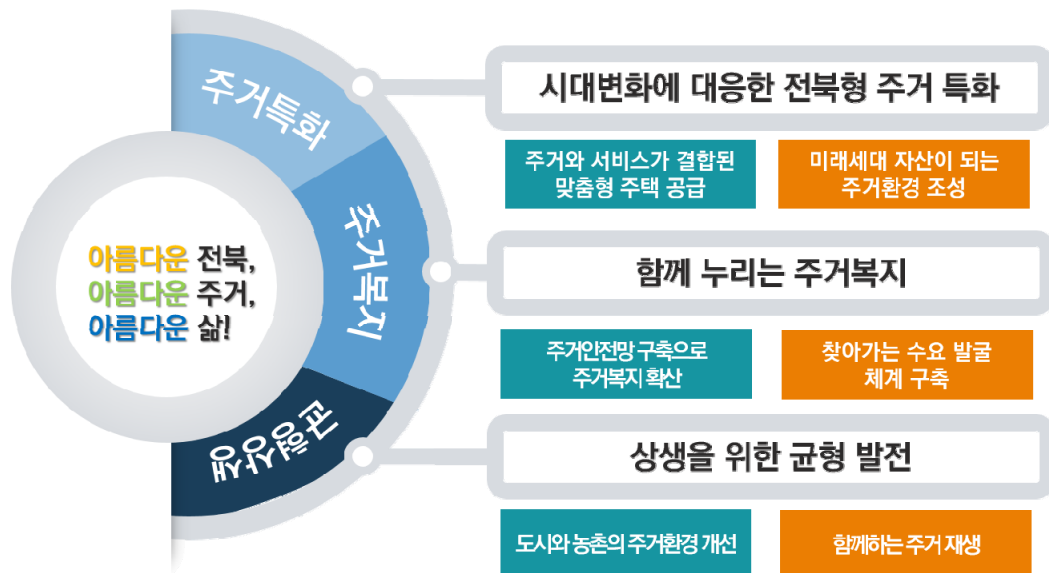 아름다운 전북,
아름다운 주거,
아름다운 삶!
주거특화
시대변화에 대응한 전북형 주거 특화
주거와 서비스가 결합된
맞춤형 주택 공급
미래세대 자산이 되는
주거환경 조성
주거복지
함께 누리는 주거복지
주거안전망 구축으로
주거복지 확산
찾아가는 수요 발굴
체계 구축
균형상생
상생을 위한 균형 발전
도시와 농촌의 주거환경 개선
함께하는 주거 재생